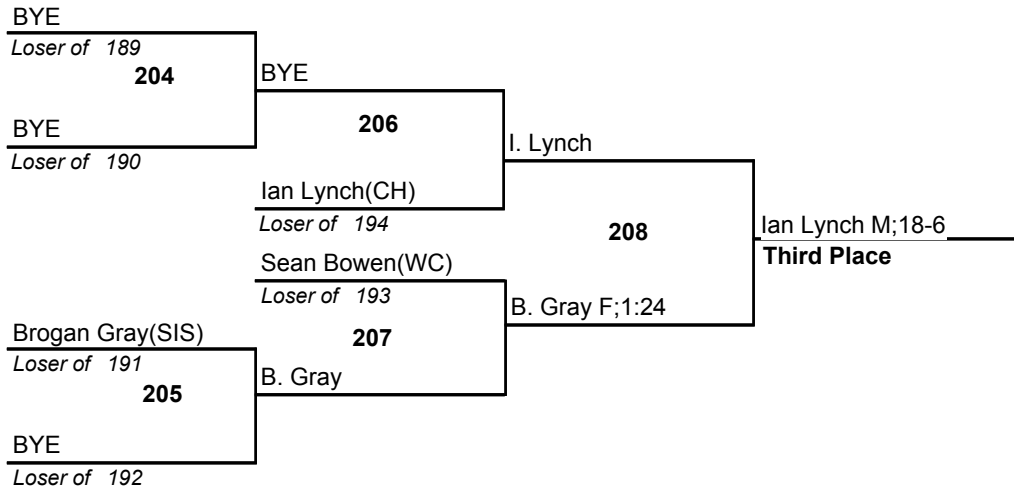 BYE
Loser of 189
204
BYE
BYE
Loser of 190
206
I. Lynch
Ian Lynch(CH)
Loser of 194
208
Ian Lynch M;18-6
Third Place
Sean Bowen(WC)
Loser of 193
207
B. Gray F;1:24
Brogan Gray(SIS)
Loser of 191
205
B. Gray
BYE
Loser of 192